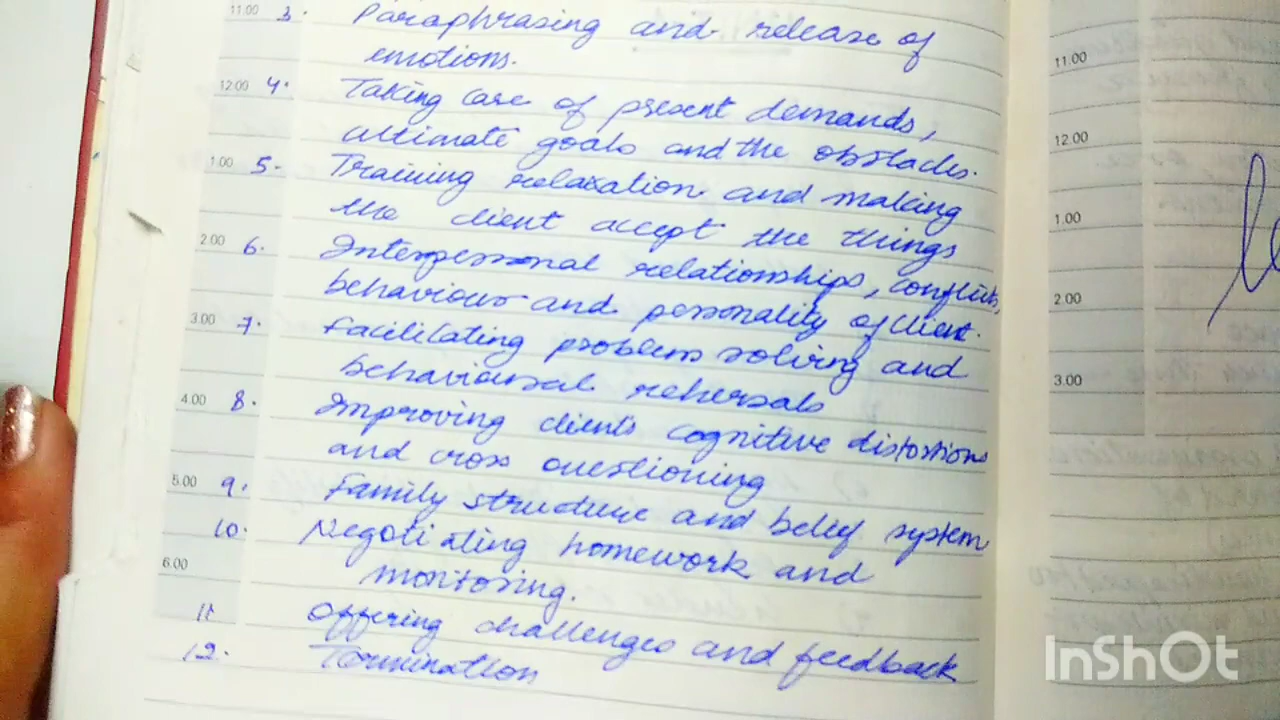 11.00 3. Paraphrasing and release of
emotions.
12.00 4. Taking care of present demands,
ultimate goals and the obstacles.
1.00 5. Training relaxation and making
the client accept the things
2.00 6. Interpersonal relationships, conflicts,
behaviour and personality of client.
3.00 7. Facilitating problem solving and
behavioural rehersals
4.00 8. Improving clients cognitive distortions
and cross questioning
5.00 9. Family structure and belief system
10. Negotiating homework and
6.00 monitoring.
11 Offering challenges and feedback
12. Termination
11.00
12.00
1.00
2.00
3.00
InShOt